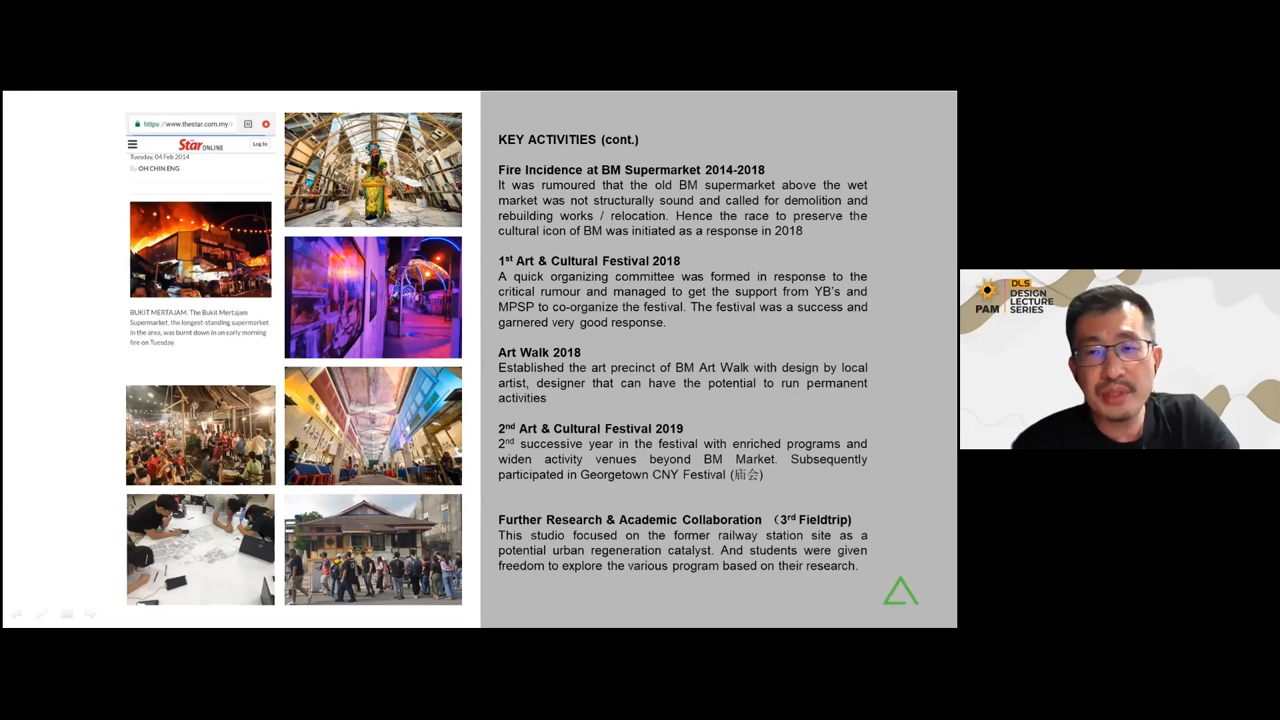 https://www.thestar.com.my/r
Star ONLINE
Log In
Tuesday, 04 Feb 2014
By OH CHIN ENG
BUKIT MERTAJAM: The Bukit Mertajam
Supermarket, the longest-standing supermarket
in the area, was burnt down in an early morning
fire on Tuesday.
KEY ACTIVITIES (cont.)
Fire Incidence at BM Supermarket 2014-2018
It was rumoured that the old BM supermarket above the wet
market was not structurally sound and called for demolition and
rebuilding works / relocation. Hence the race to preserve the
cultural icon of BM was initiated as a response in 2018
1st Art & Cultural Festival 2018
A quick organizing committee was formed in response to the
critical rumour and managed to get the support from YB's and
MPSP to co-organize the festival. The festival was a success and
garnered very good response.
Art Walk 2018
Established the art precinct of BM Art Walk with design by local
artist, designer that can have the potential to run permanent
activities
2nd Art & Cultural Festival 2019
2nd successive year in the festival with enriched programs and
widen activity venues beyond BM Market. Subsequently
participated in Georgetown CNY Festival (庙会)
Further Research & Academic Collaboration （3rd Fieldtrip)
This studio focused on the former railway station site as a
potential urban regeneration catalyst. And students were given
freedom to explore the various program based on their research.
PAM
DLS
DESIGN
LECTURE
SERIES